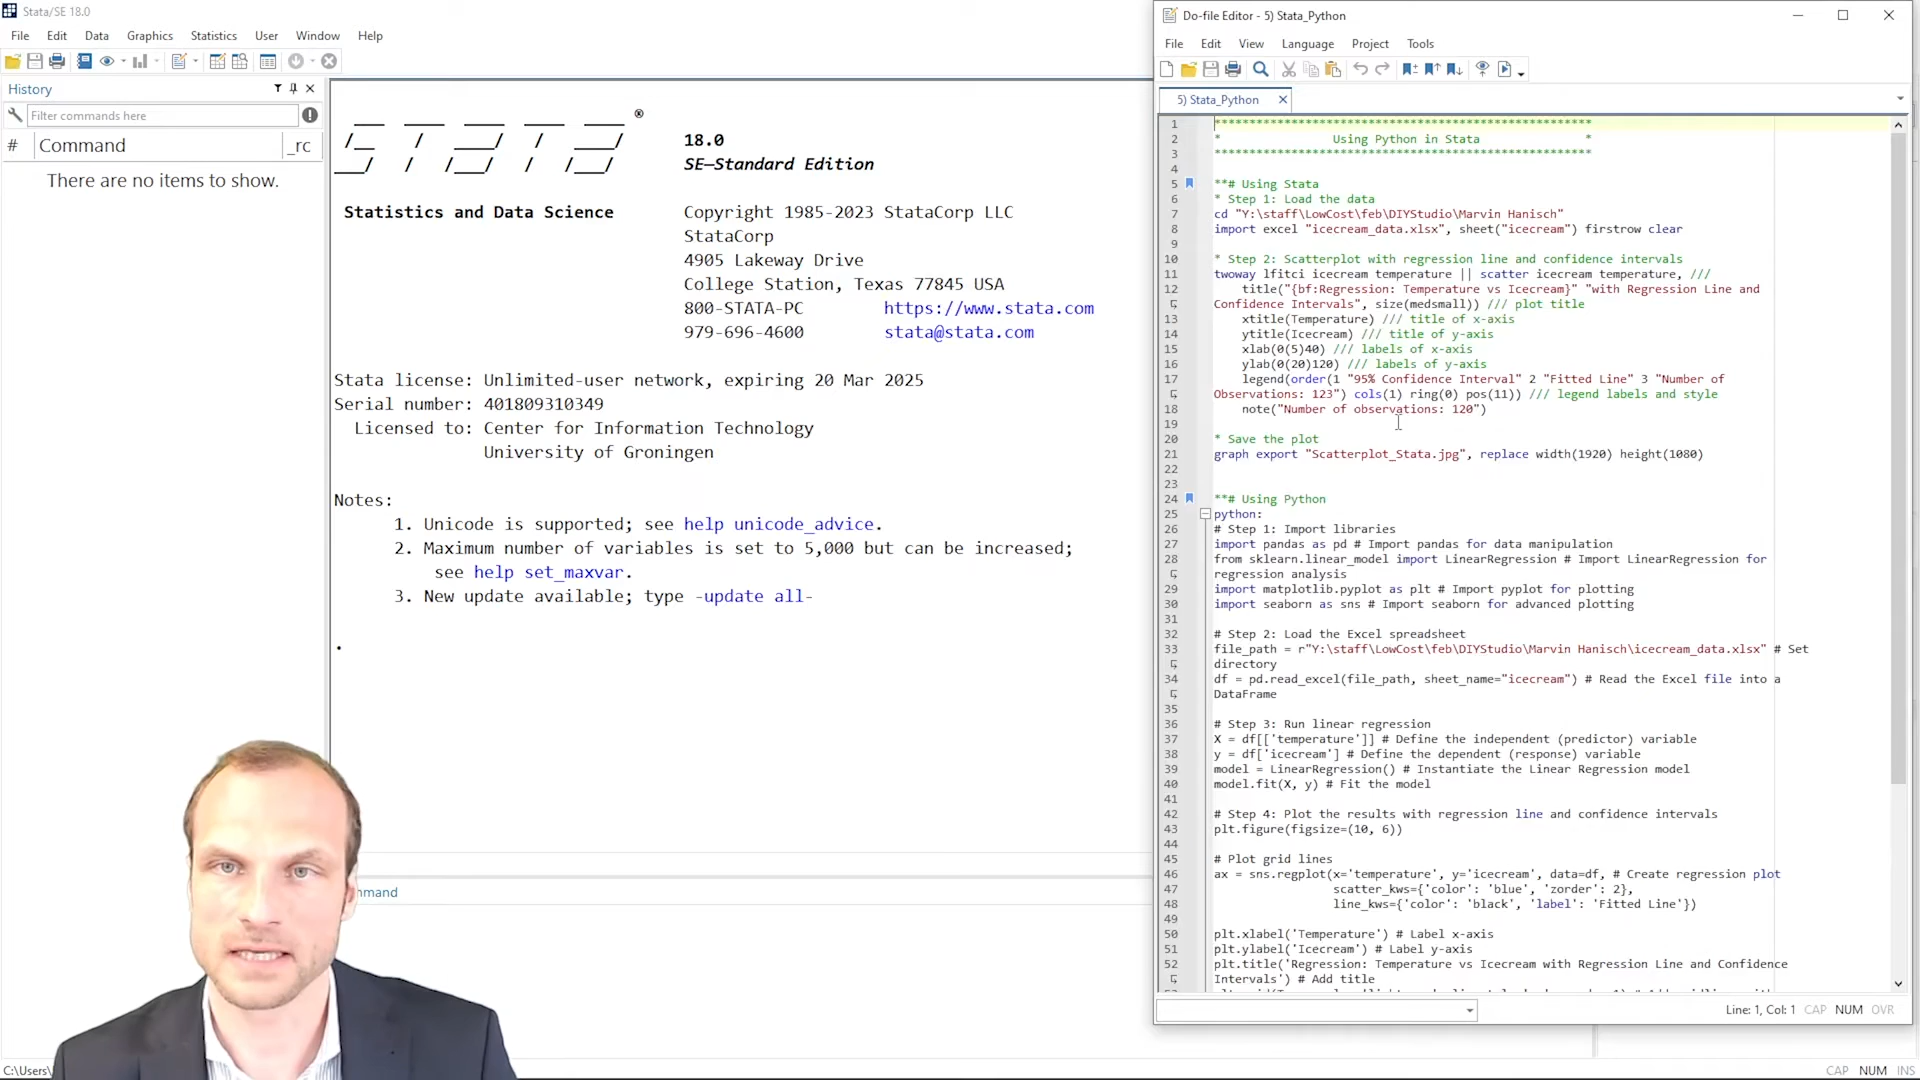 Stata/SE 18.0
File Edit Data Graphics Statistics User Window Help
History
Filter commands here
# Command _rc
There are no items to show.
®
18.0
SE—Standard Edition
Statistics and Data Science
Copyright 1985-2023 StataCorp LLC
StataCorp
4905 Lakeway Drive
College Station, Texas 77845 USA
800-STATA-PC https://www.stata.com
979-696-4600 stata@stata.com
Stata license: Unlimited-user network, expiring 20 Mar 2025
Serial number: 401809310349
Licensed to: Center for Information Technology
University of Groningen
Notes:
1. Unicode is supported; see help unicode_advice.
2. Maximum number of variables is set to 5,000 but can be increased;
see help set_maxvar.
3. New update available; type -update all-
.
mmand
C:\Users\
CAP NUM INS
Do-file Editor - 5) Stata_Python
File Edit View Language Project Tools
5) Stata_Python
1 ******************************************************
2 * Using Python in Stata *
3 ******************************************************
4
5 **# Using Stata
6 * Step 1: Load the data
7 cd "Y:\staff\LowCost\feb\DIYStudio\Marvin Hanisch"
8 import excel "icecream_data.xlsx", sheet("icecream") firstrow clear
9
10 * Step 2: Scatterplot with regression line and confidence intervals
11 twoway lfitci icecream temperature || scatter icecream temperature, ///
12 title("{bf:Regression: Temperature vs Icecream}" "with Regression Line and
Confidence Intervals", size(medsmall)) /// plot title
13 xtitle(Temperature) /// title of x-axis
14 ytitle(Icecream) /// title of y-axis
15 xlab(0(5)40) /// labels of x-axis
16 ylab(0(20)120) /// labels of y-axis
17 legend(order(1 "95% Confidence Interval" 2 "Fitted Line" 3 "Number of
Observations: 123") cols(1) ring(0) pos(11)) /// legend labels and style
18 note("Number of observations: 120")
19
20 * Save the plot
21 graph export "Scatterplot_Stata.jpg", replace width(1920) height(1080)
22
23
24 **# Using Python
25 python:
26 # Step 1: Import libraries
27 import pandas as pd # Import pandas for data manipulation
28 from sklearn.linear_model import LinearRegression # Import LinearRegression for
regression analysis
29 import matplotlib.pyplot as plt # Import pyplot for plotting
30 import seaborn as sns # Import seaborn for advanced plotting
31
32 # Step 2: Load the Excel spreadsheet
33 file_path = r"Y:\staff\LowCost\feb\DIYStudio\Marvin Hanisch\icecream_data.xlsx" # Set
directory
34 df = pd.read_excel(file_path, sheet_name="icecream") # Read the Excel file into a
DataFrame
35
36 # Step 3: Run linear regression
37 X = df[['temperature']] # Define the independent (predictor) variable
38 y = df['icecream'] # Define the dependent (response) variable
39 model = LinearRegression() # Instantiate the Linear Regression model
40 model.fit(X, y) # Fit the model
41
42 # Step 4: Plot the results with regression line and confidence intervals
43 plt.figure(figsize=(10, 6))
44
45 # Plot grid lines
46 ax = sns.regplot(x='temperature', y='icecream', data=df, # Create regression plot
47 scatter_kws={'color': 'blue', 'zorder': 2},
48 line_kws={'color': 'black', 'label': 'Fitted Line'})
49
50 plt.xlabel('Temperature') # Label x-axis
51 plt.ylabel('Icecream') # Label y-axis
52 plt.title('Regression: Temperature vs Icecream with Regression Line and Confidence
Intervals') # Add title
Line: 1, Col: 1 CAP NUM OVR